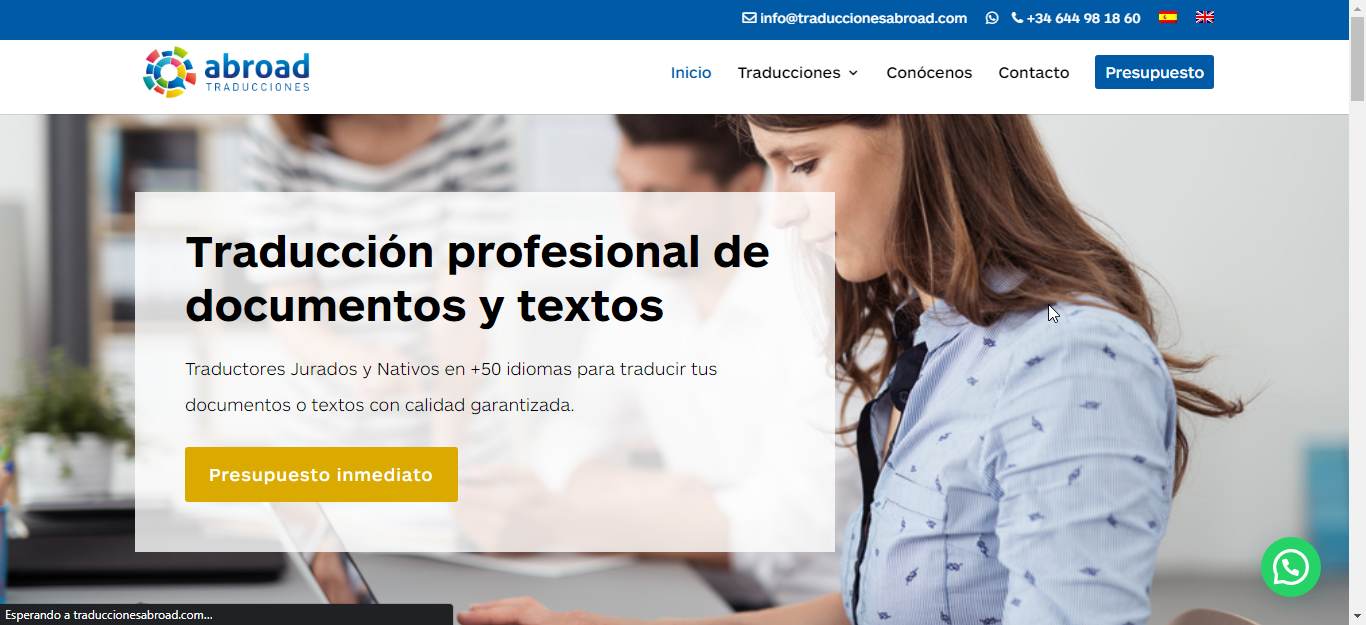 info@traduccionesabroad.com +34 644 98 18 60
abroad
TRADUCCIONES
Inicio Traducciones Conócenos Contacto Presupuesto
Traducción profesional de
documentos y textos
Traductores Jurados y Nativos en +50 idiomas para traducir tus
documentos o textos con calidad garantizada.
Presupuesto inmediato
Esperando a traduccionesabroad.com...